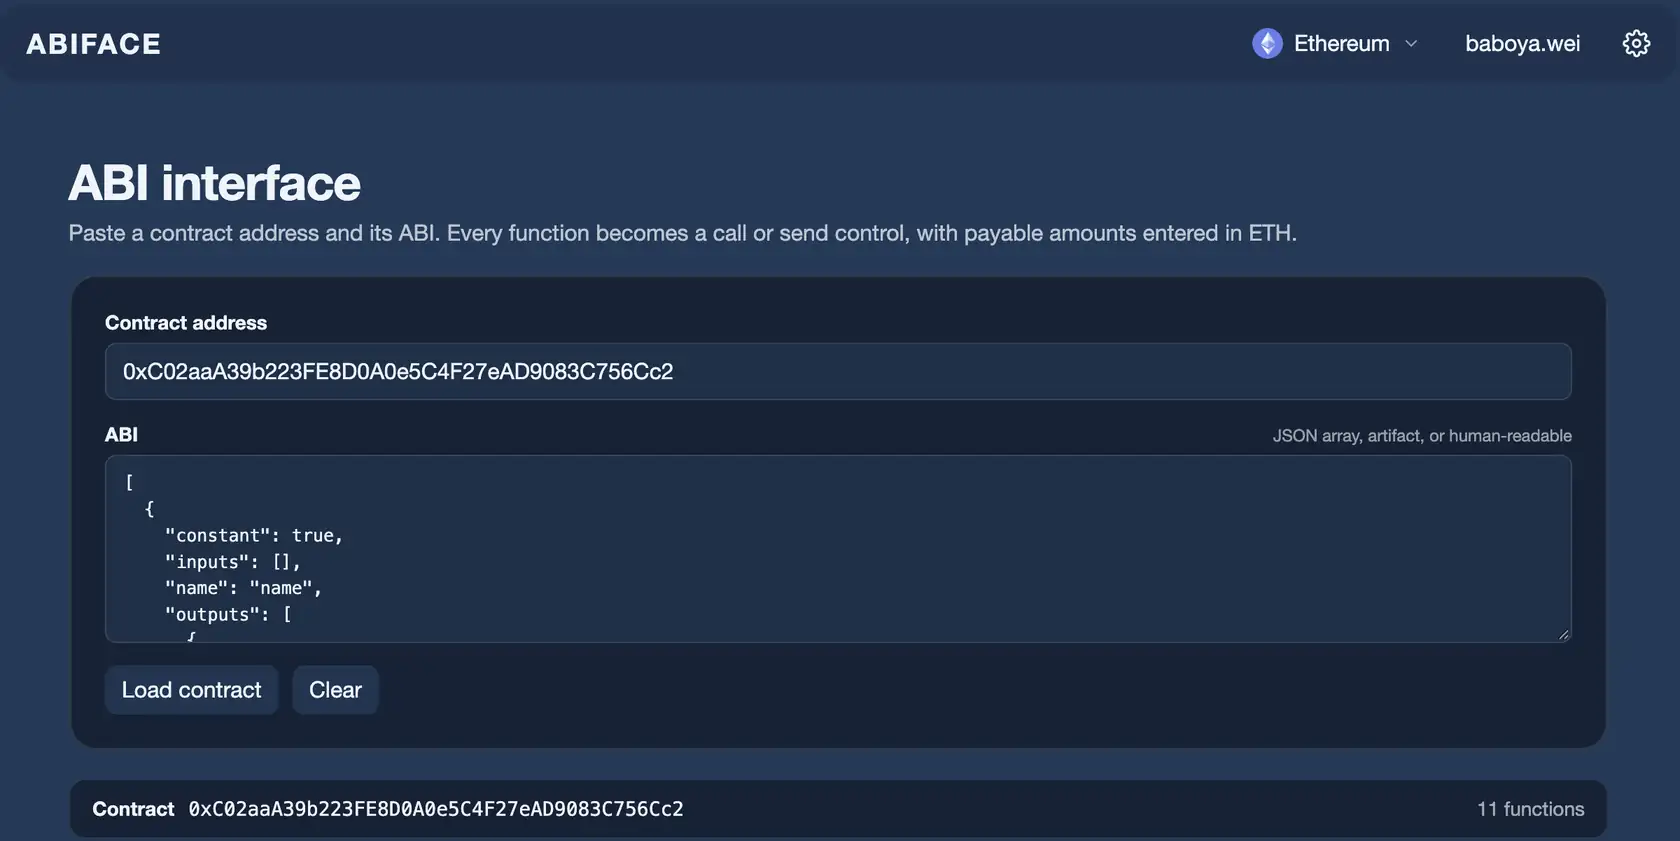 ABIFACE
Ethereum
baboya.wei
ABI interface
Paste a contract address and its ABI. Every function becomes a call or send control, with payable amounts entered in ETH.
Contract address
0xC02aaA39b223FE8D0A0e5C4F27eAD9083C756Cc2
ABI
JSON array, artifact, or human-readable
[
{
"constant": true,
"inputs": [],
"name": "name",
"outputs": [
{
Load contract
Clear
Contract 0xC02aaA39b223FE8D0A0e5C4F27eAD9083C756Cc2
11 functions